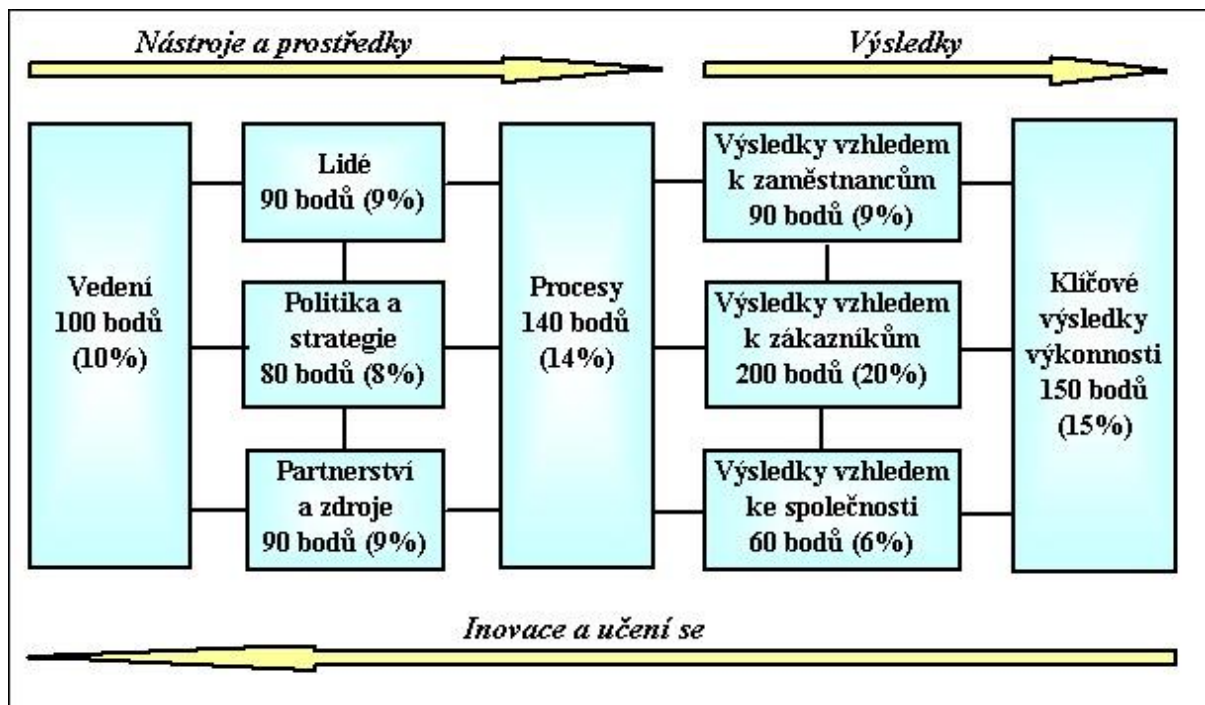 Nástroje a prostředky
Výsledky
Vedení
100 bodů
(10%)
Lidé
90 bodů (9%)
Politika a
strategie
80 bodů (8%)
Partnerství
a zdroje
90 bodů (9%)
Procesy
140 bodů
(14%)
Výsledky vzhledem
k zaměstnancům
90 bodů (9%)
Výsledky vzhledem
k zákazníkům
200 bodů (20%)
Výsledky vzhledem
ke společnosti
60 bodů (6%)
Klíčové
výsledky
výkonnosti
150 bodů
(15%)
Inovace a učení se